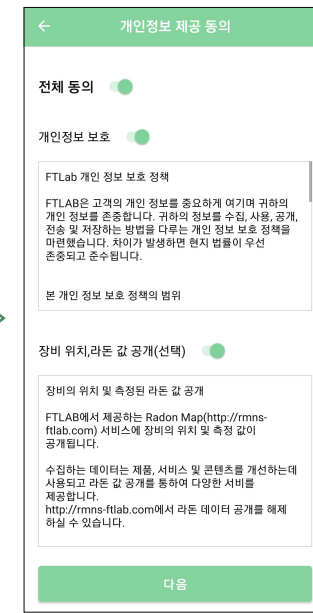 개인정보 제공 동의
전체 동의
개인정보 보호
FTLab 개인 정보 보호 정책
FTLAB은 고객의 개인 정보를 중요하게 여기며 귀하의
개인 정보를 존중합니다. 귀하의 정보를 수집, 사용, 공개,
전송 및 저장하는 방법을 다루는 개인 정보 보호 정책을
마련했습니다. 차이가 발생하면 현지 법률이 우선
존중되고 준수됩니다.
본 개인 정보 보호 정책의 범위
장비 위치,라돈 값 공개(선택)
장비의 위치 및 측정된 라돈 값 공개
FTLAB에서 제공하는 Radon Map(http://rmns-
ftlab.com) 서비스에 장비의 위치 및 측정 값이
공개됩니다.
수집하는 데이터는 제품, 서비스 및 콘텐츠를 개선하는데
사용되고 라돈 값 공개를 통하여 다양한 서비를
제공합니다.
http://rmns-ftlab.com에서 라돈 데이터 공개를 해제
하실 수 있습니다.
다음